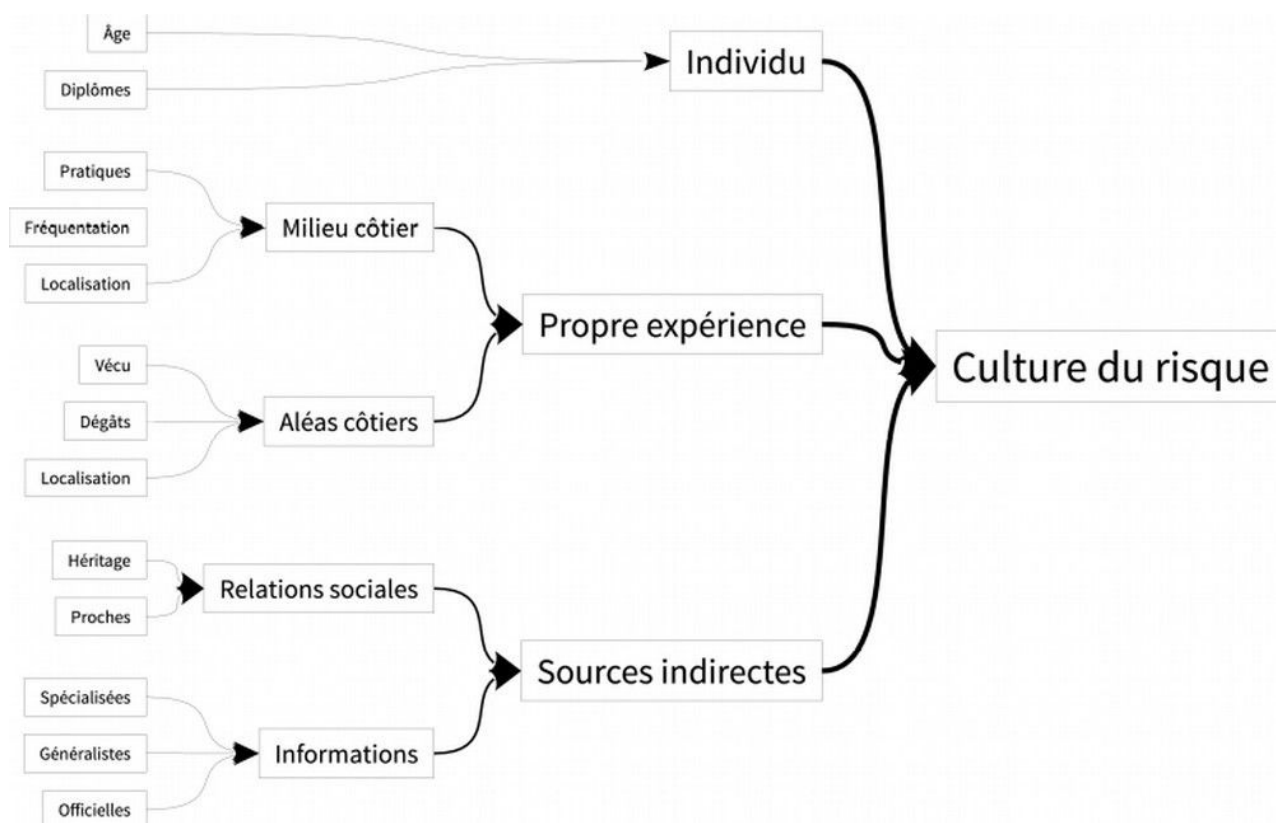 Âge
Diplômes
Individu
Pratiques
Fréquentation
Localisation
Milieu côtier
Propre expérience
Vécu
Dégâts
Localisation
Aléas côtiers
Culture du risque
Héritage
Proches
Relations sociales
Sources indirectes
Spécialisées
Généralistes
Officielles
Informations